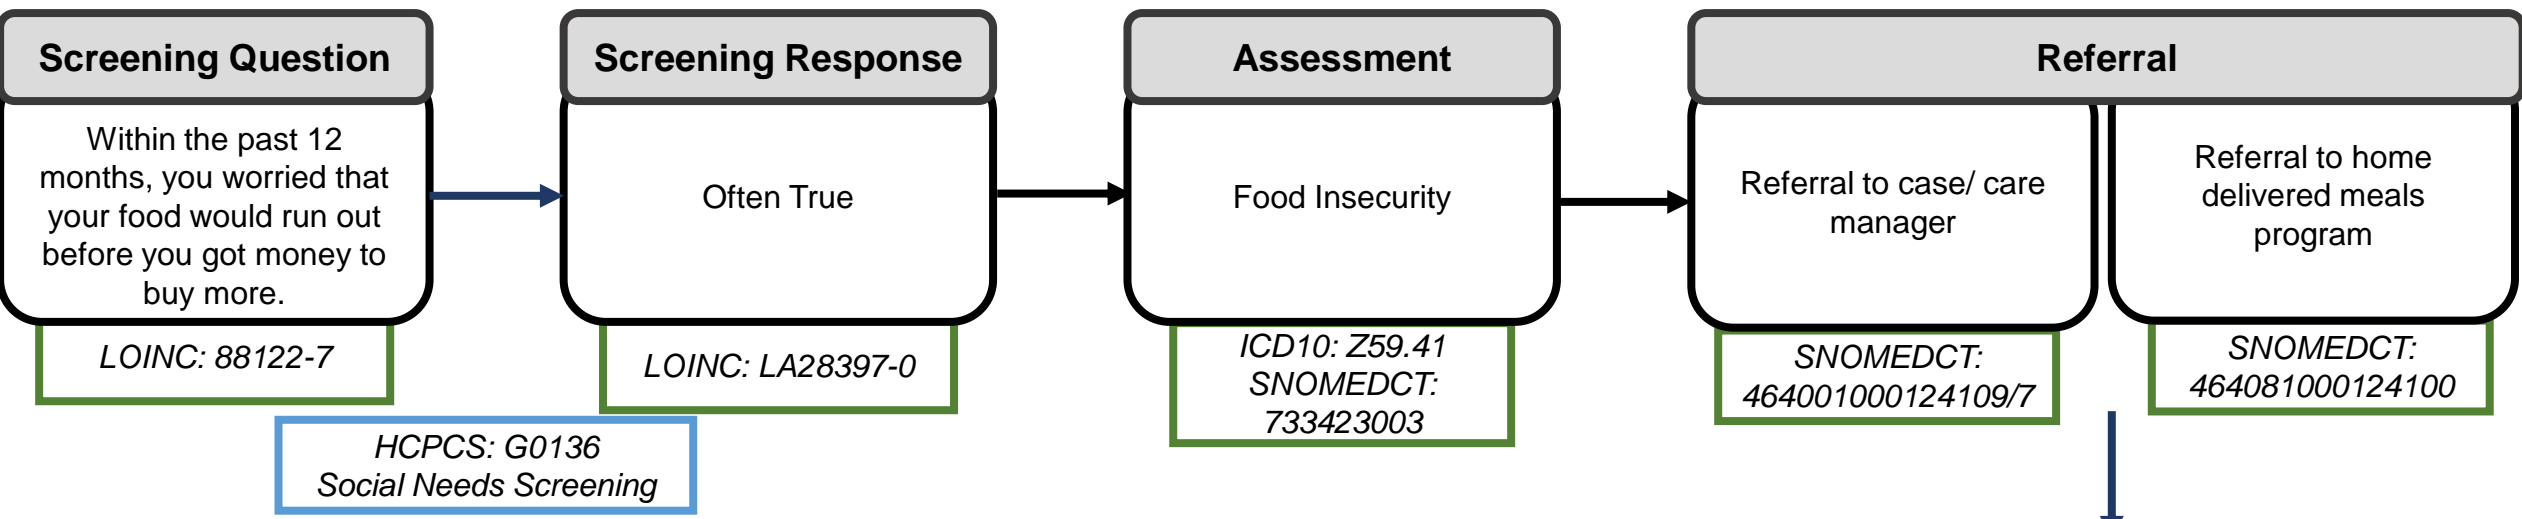 Screening Question
Within the past 12
months, you worried that
your food would run out
before you got money to
buy more.
LOINC: 88122-7
Screening Response
Often True
LOINC: LA28397-0
HCPCS: G0136
Social Needs Screening
Assessment
Food Insecurity
ICD10: Z59.41
SNOMEDCT:
733423003
Referral
Referral to case/ care
manager
SNOMEDCT:
464001000124109/7
Referral to home
delivered meals
program
SNOMEDCT:
464081000124100